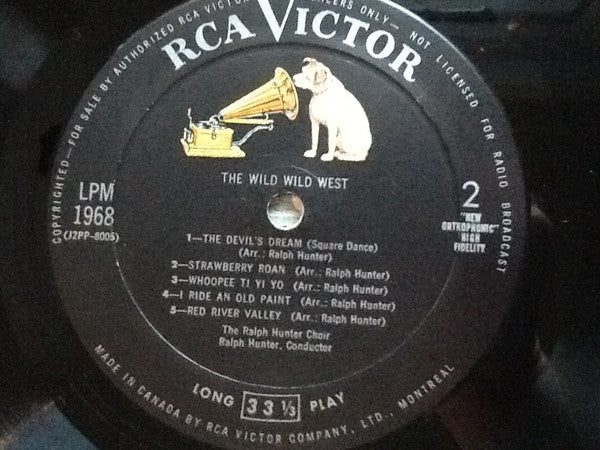 COPYRIGHTED—FOR SALE BY AUTHORIZED RCA VICTOR DEALERS ONLY—NOT LICENSED FOR RADIO BROADCAST
RCA VICTOR
THE WILD WILD WEST
LPM
1968
(J2PP-8005)
2
"NEW
ORTHOPHONIC"
HIGH
FIDELITY
1—THE DEVIL'S DREAM (Square Dance)
(Arr.: Ralph Hunter)
2—STRAWBERRY ROAN (Arr.: Ralph Hunter)
3—WHOOPEE TI YI YO (Arr.: Ralph Hunter)
4—I RIDE AN OLD PAINT (Arr.: Ralph Hunter)
5—RED RIVER VALLEY (Arr.: Ralph Hunter)
The Ralph Hunter Choir
Ralph Hunter, Conductor
LONG 33 1/3 PLAY
MADE IN CANADA BY RCA VICTOR COMPANY, LTD., MONTREAL